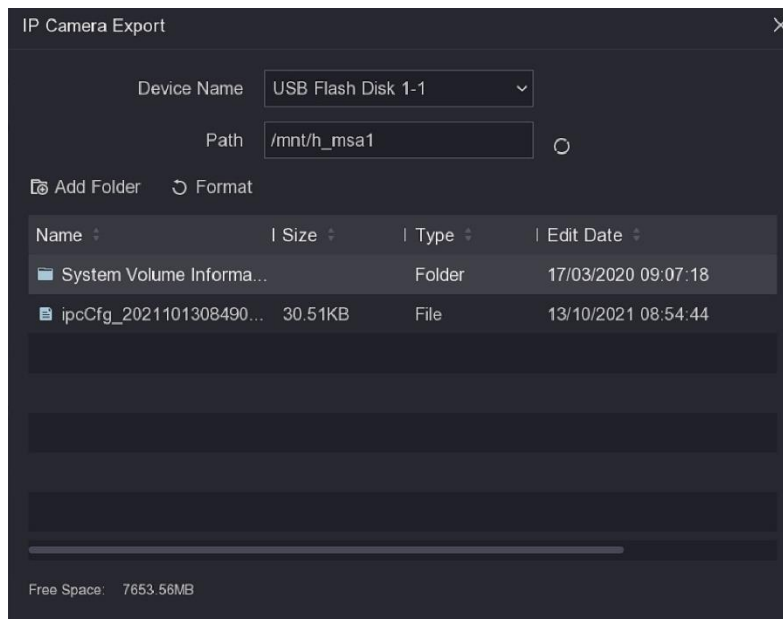 IP Camera Export
Device Name USB Flash Disk 1-1
Path /mnt/h_msa1
Add Folder Format
Name Size Type Edit Date
System Volume Informa... Folder 17/03/2020 09:07:18
ipcCfg_2021101308490... 30.51KB File 13/10/2021 08:54:44
Free Space: 7653.56MB